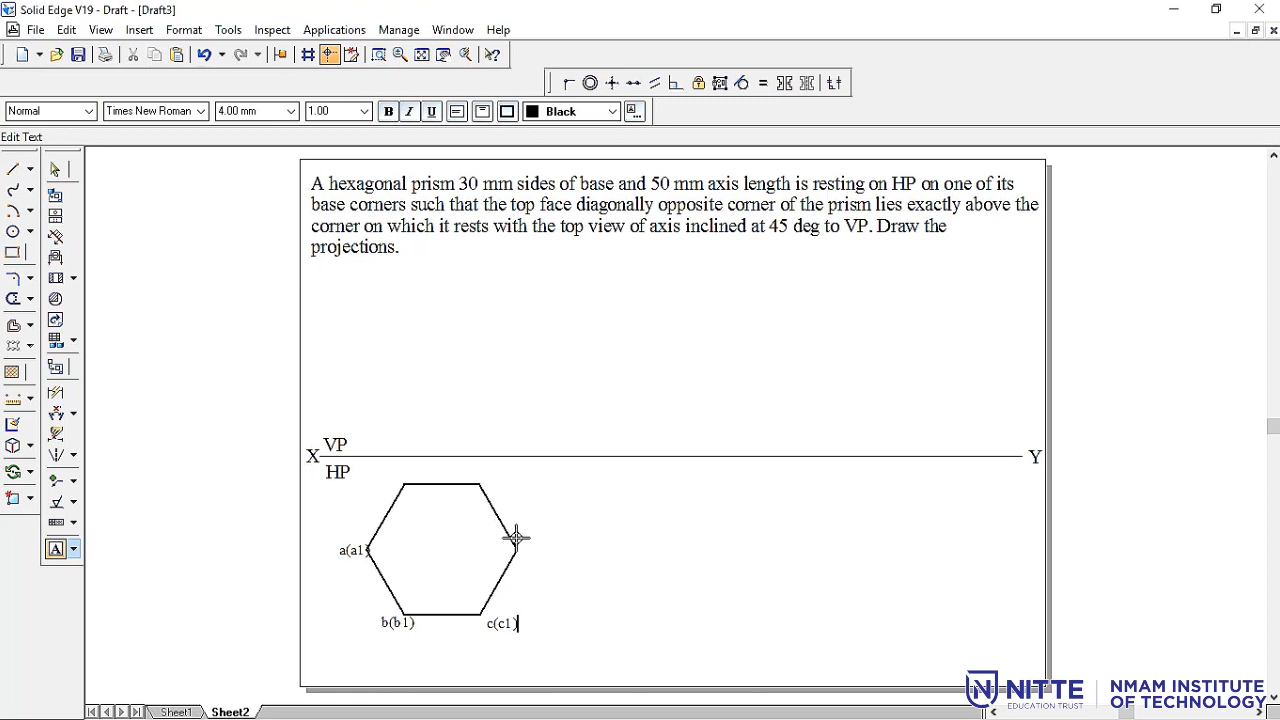 Solid Edge V19 - Draft - [Draft3]
File Edit View Insert Format Tools Inspect Applications Manage Window Help
Normal Times New Roman 4.00 mm 1.00 B I U Black
Edit Text
A hexagonal prism 30 mm sides of base and 50 mm axis length is resting on HP on one of its
base corners such that the top face diagonally opposite corner of the prism lies exactly above the
corner on which it rests with the top view of axis inclined at 45 deg to VP. Draw the
projections.
VP
X Y
HP
a(a1)
b(b1) c(c1)
Sheet1 Sheet2
NITTE
EDUCATION TRUST
NMAM INSTITUTE
OF TECHNOLOGY